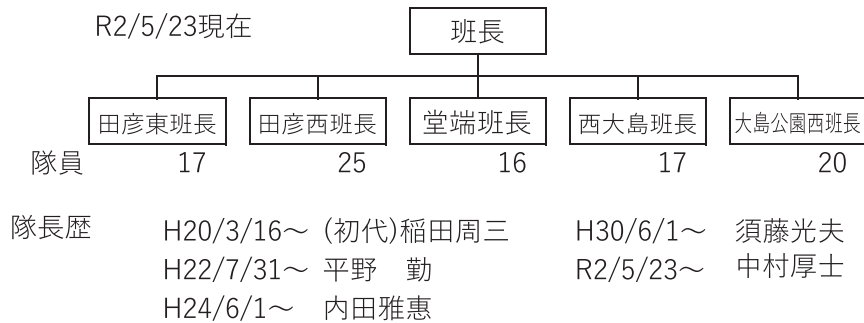 R2/5/23現在
班長
田彦東班長 田彦西班長 堂端班長 西大島班長 大島公園西班長
隊員 17 25 16 17 20
隊長歴 H20/3/16～ (初代)稲田周三 H30/6/1～ 須藤光夫
H22/7/31～ 平野　勤 R2/5/23～ 中村厚士
H24/6/1～ 内田雅惠